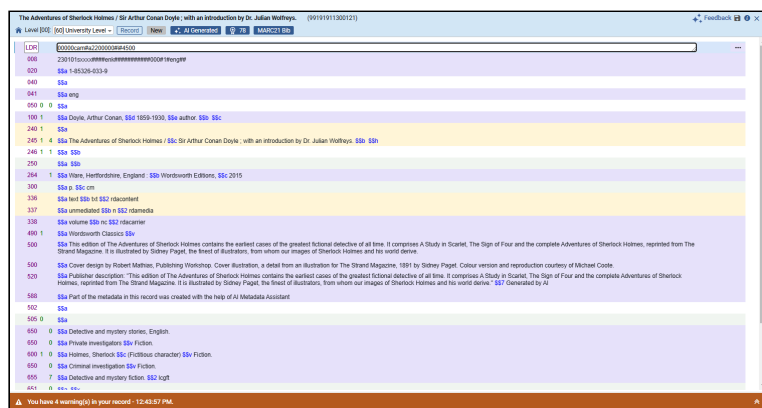 The Adventures of Sherlock Holmes / Sir Arthur Conan Doyle ; with an introduction by Dr. Julian Wolfreys. (99191911300121) Feedback
Level [00]: [60] University Level Record New AI Generated 78 MARC21 Bib
LDR 00000cam#a2200000#i#4500
008
020 $$a 1-85326-033-9
040 $$a
041 $$a eng
050 0 0 $$a
100 1 $$a Doyle, Arthur Conan, $$d 1859-1930, $$e author. $$b $$c
240 1 $$a
245 1 4 $$a The Adventures of Sherlock Holmes / $$c Sir Arthur Conan Doyle ; with an introduction by Dr. Julian Wolfreys. $$b $$h
246 1 1 $$a $$b
250 $$a $$b
264 1 $$a Ware, Hertfordshire, England : $$b Wordsworth Editions, $$c 2015
300 $$a p. $$c cm
336 $$a text $$b txt $$2 rdacontent
337 $$a unmediated $$b n $$2 rdamedia
338 $$a volume $$b nc $$2 rdacarrier
490 1 $$a Wordsworth Classics $$v
500 $$a This edition of The Adventures of Sherlock Holmes contains the earliest cases of the greatest fictional detective of all time. It comprises A Study in Scarlet, The Sign of Four and the complete Adventures of Sherlock Holmes, reprinted from The
Strand Magazine. It is illustrated by Sidney Paget, the finest of illustrators, from whom our images of Sherlock Holmes and his world derive.
500 $$a Cover design by Robert Mathias, Publishing Workshop. Cover illustration, a detail from an illustration for The Strand Magazine, 1891 by Sidney Paget. Colour version and reproduction courtesy of Michael Coote.
520 $$a Publisher description: "This edition of The Adventures of Sherlock Holmes contains the earliest cases of the greatest fictional detective of all time. It comprises A Study in Scarlet, The Sign of Four and the complete Adventures of Sherlock
Holmes, reprinted from The Strand Magazine. It is illustrated by Sidney Paget, the finest of illustrators, from whom our images of Sherlock Holmes and his world derive." $$7 Generated by AI
588 $$a Part of the metadata in this record was created with the help of AI Metadata Assistant
502 $$a
505 0 $$a
650 0 $$a Detective and mystery stories, English.
650 0 $$a Private investigators $$v Fiction.
600 1 0 $$a Holmes, Sherlock $$c (Fictitious character) $$v Fiction.
650 0 $$a Criminal investigation $$v Fiction.
655 7 $$a Detective and mystery fiction. $$2 lcgft
651 0 $$a $$v
You have 4 warning(s) in your record - 12:43:57 PM.